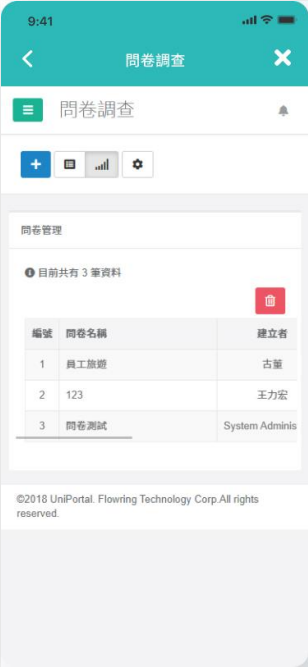 9:41
問卷調查
問卷調查
問卷管理
目前共有 3 筆資料
編號 問卷名稱 建立者
1 員工旅遊 古董
2 123 王力宏
3 問卷測試 System Adminis
©2018 UniPortal. Flowring Technology Corp.All rights
reserved.